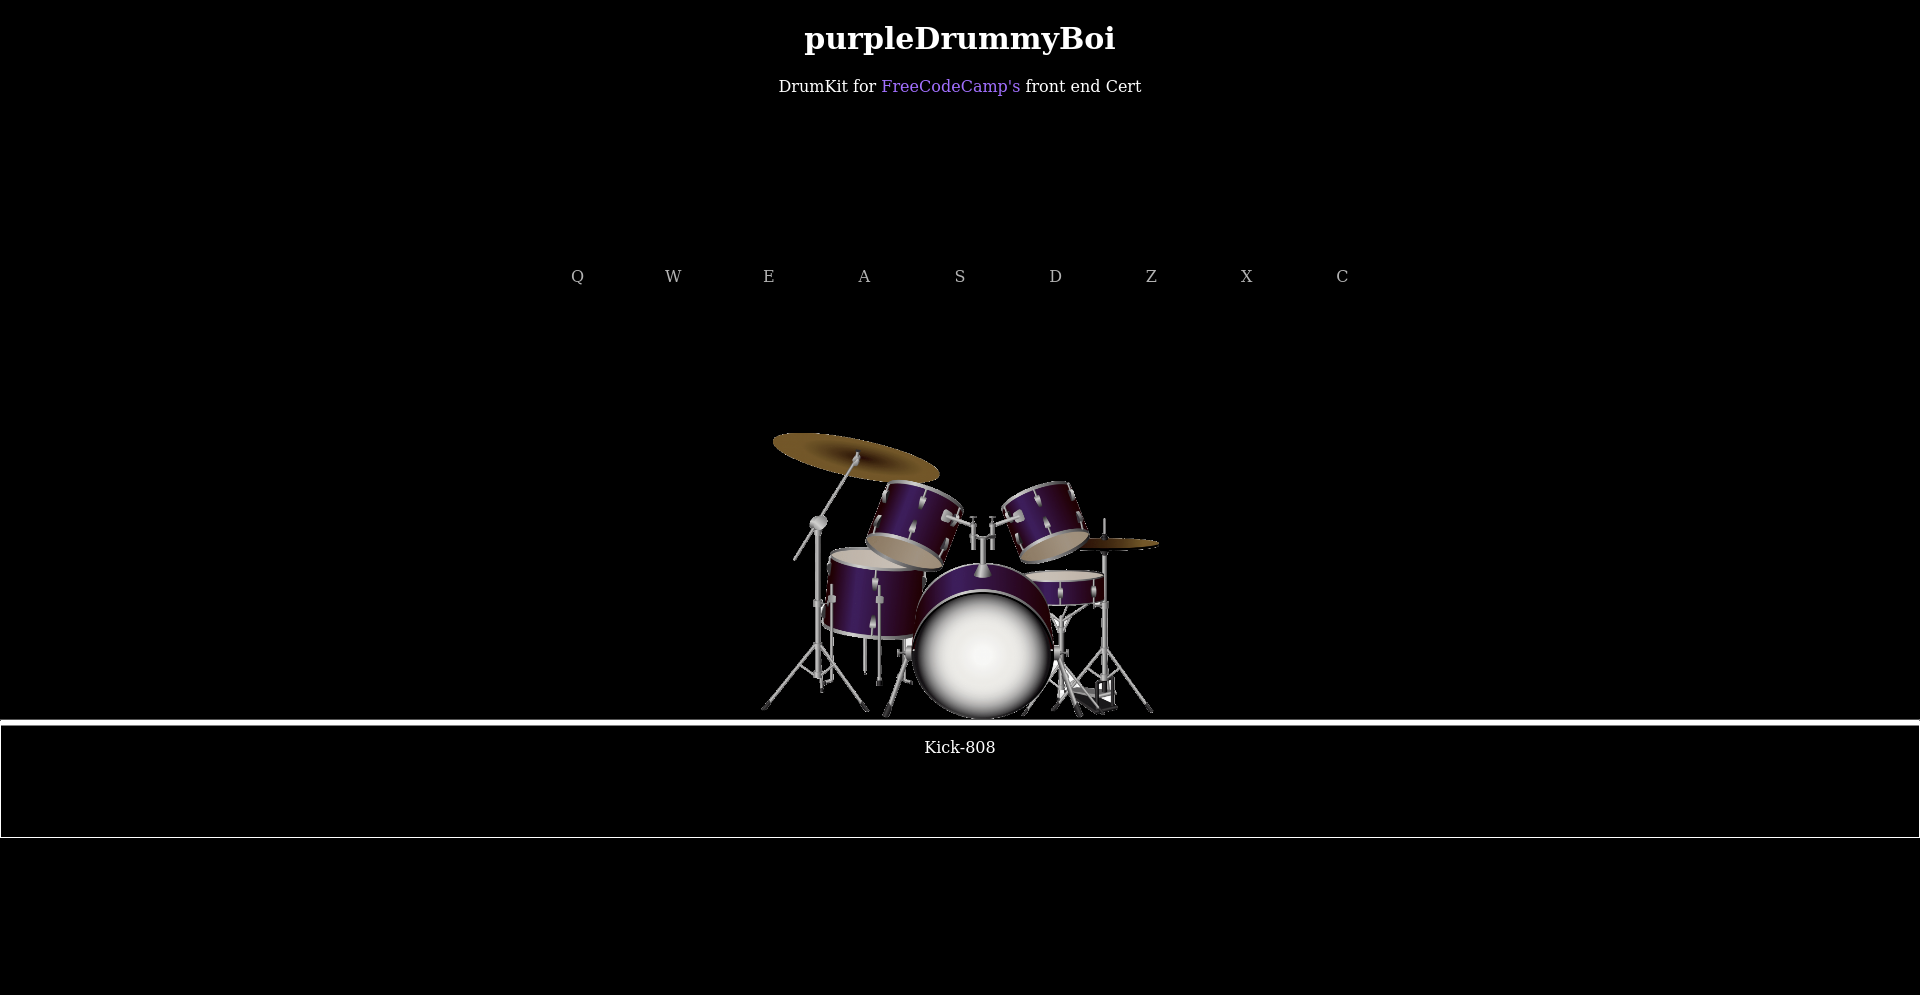 purpleDrummyBoi
DrumKit for FreeCodeCamp's front end Cert
Q W E A S D Z X C
Kick-808